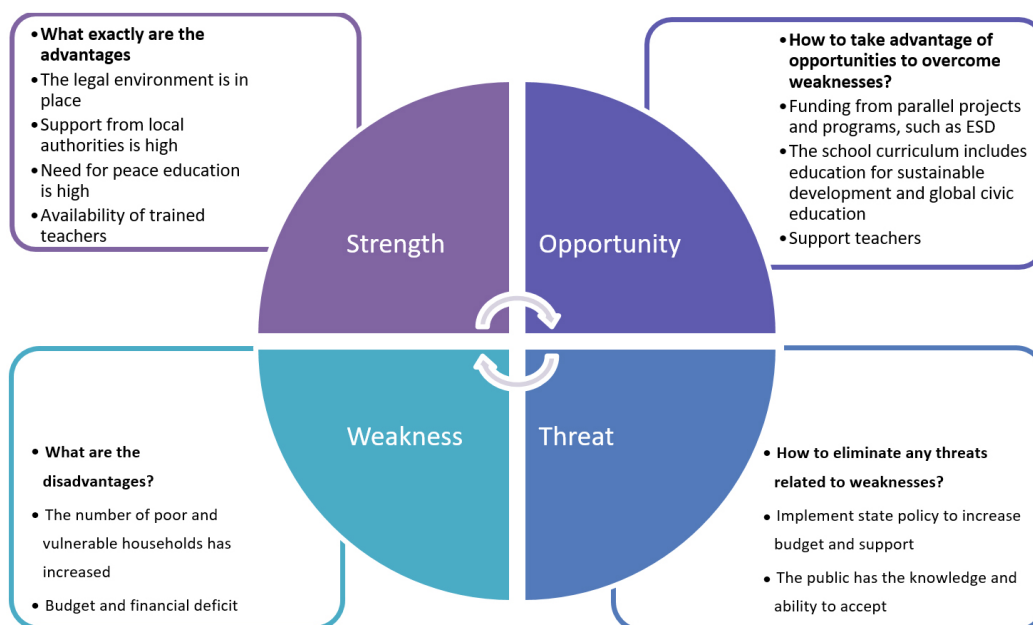 • What exactly are the
advantages
• The legal environment is in
place
• Support from local
authorities is high
• Need for peace education
is high
• Availability of trained
teachers
Strength
• How to take advantage of
opportunities to overcome
weaknesses?
• Funding from parallel projects
and programs, such as ESD
• The school curriculum includes
education for sustainable
development and global civic
education
• Support teachers
Opportunity
• What are the
disadvantages?
• The number of poor and
vulnerable households has
increased
• Budget and financial deficit
Weakness
Threat
• How to eliminate any threats
related to weaknesses?
• Implement state policy to increase
budget and support
• The public has the knowledge and
ability to accept